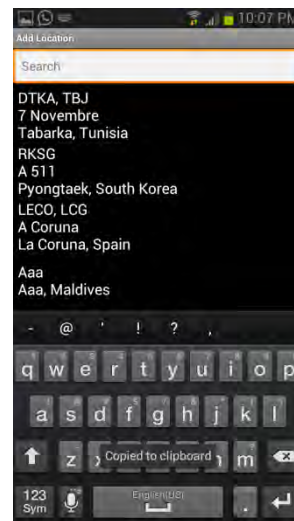 10:07 PM
Add Location
Search
DTKA, TBJ
7 Novembre
Tabarka, Tunisia
RKSG
A 511
Pyongtaek, South Korea
LECO, LCG
A Coruna
La Coruna, Spain
Aaa
Aaa, Maldives
- @ ' ! ? ,
q w e r t y u i o p
a s d f g h j k l
z Copied to clipboard m
123
Sym
English(US) .